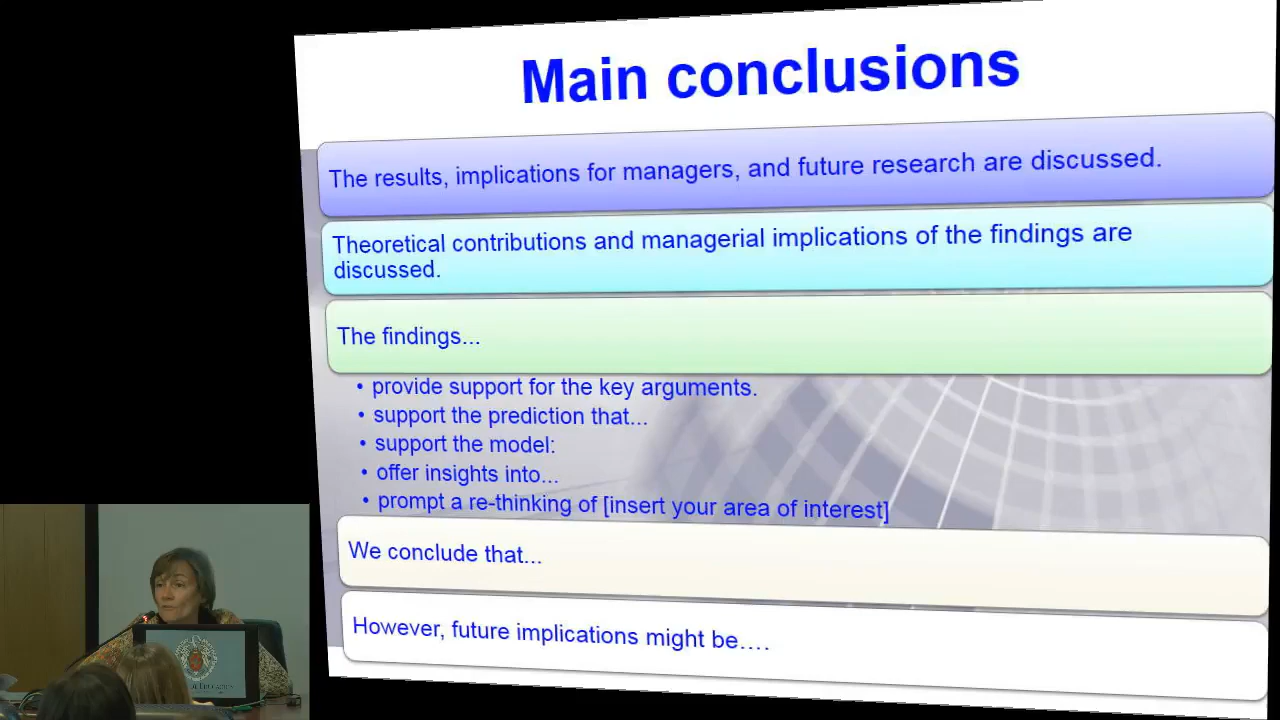 Main conclusions
The results, implications for managers, and future research are discussed.
Theoretical contributions and managerial implications of the findings are
discussed.
The findings...
• provide support for the key arguments.
• support the prediction that...
• support the model:
• offer insights into...
• prompt a re-thinking of [insert your area of interest]
We conclude that...
However, future implications might be….